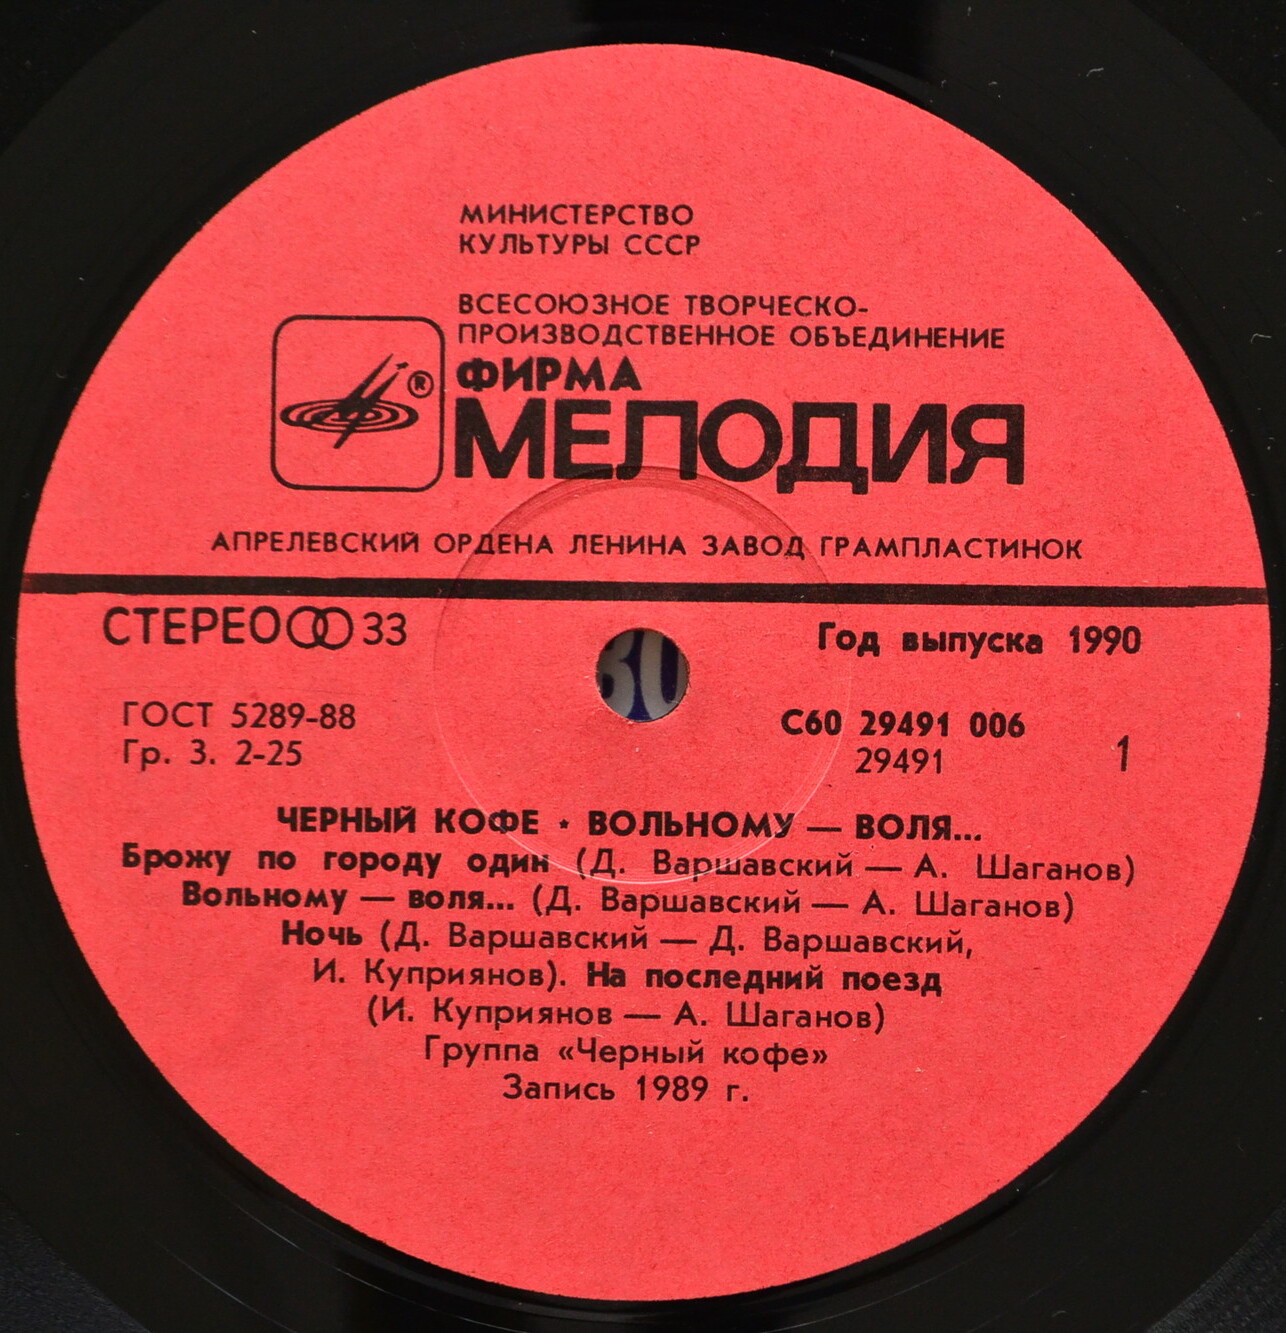 МИНИСТЕРСТВО
КУЛЬТУРЫ СССР
ВСЕСОЮЗНОЕ ТВОРЧЕСКО-
ПРОИЗВОДСТВЕННОЕ ОБЪЕДИНЕНИЕ
ФИРМА
®
МЕЛОДИЯ
АПРЕЛЕВСКИЙ ОРДЕНА ЛЕНИНА ЗАВОД ГРАМПЛАСТИНОК
СТЕРЕО 33
Год выпуска 1990
30
ГОСТ 5289-88
Гр. 3. 2-25
С60 29491 006
29491
1
ЧЕРНЫЙ КОФЕ • ВОЛЬНОМУ — ВОЛЯ...
Брожу по городу один (Д. Варшавский — А. Шаганов)
Вольному — воля... (Д. Варшавский — А. Шаганов)
Ночь (Д. Варшавский — Д. Варшавский,
И. Куприянов). На последний поезд
(И. Куприянов — А. Шаганов)
Группа «Черный кофе»
Запись 1989 г.